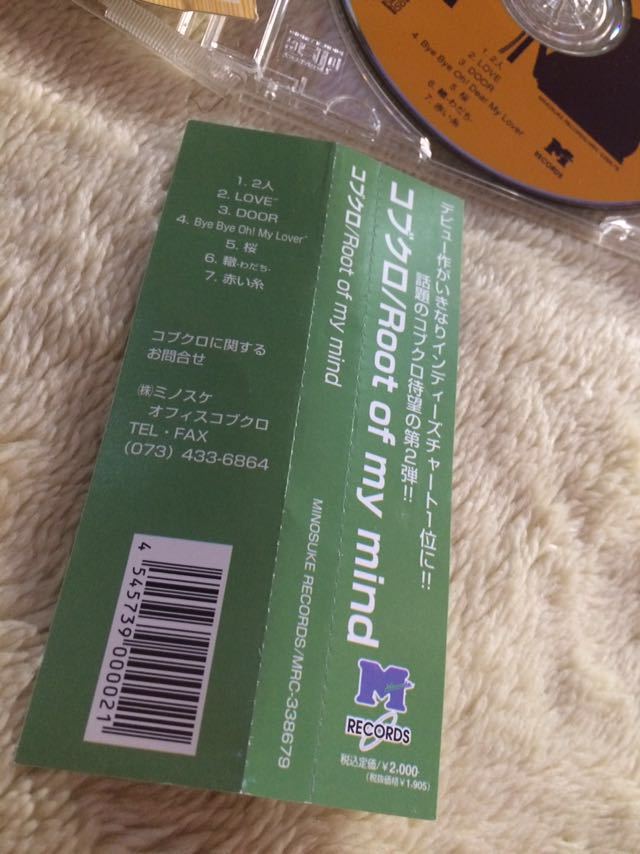 1. 2人
2. LOVE
3. DOOR
4. Bye Bye Oh! Dear My Lover
5. 桜
6. 轍-わだち-
7. 赤い糸
RECORDS
1. 2人
2. LOVE
3. DOOR
4. Bye Bye Oh! My Lover
5. 桜
6. 轍-わだち-
7. 赤い糸
コブクロに関する
お問合せ
㈱ミノスケ
オフィスコブクロ
TEL・FAX
(073) 433-6864
4 545739 000021
コブクロ/Root of my mind
MINOSUKE RECORDS/MRC-338679
デビュー作がいきなりインディーズチャート1位に!!
話題のコブクロ待望の第2弾!!
コブクロ/Root of my mind
M
RECORDS
税込定価/¥2,000
(税抜価格¥1,905)